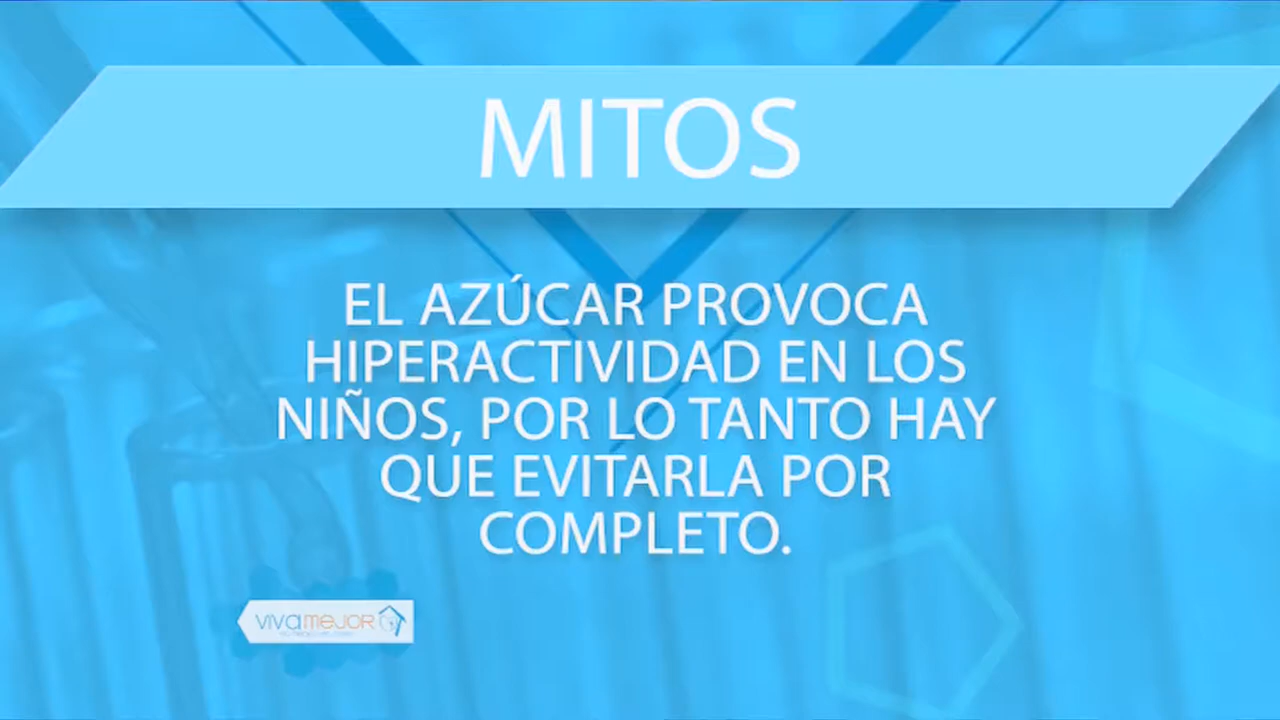 MITOS
EL AZÚCAR PROVOCA
HIPERACTIVIDAD EN LOS
NIÑOS, POR LO TANTO HAY
QUE EVITARLA POR
COMPLETO.
VIVAMEJOR